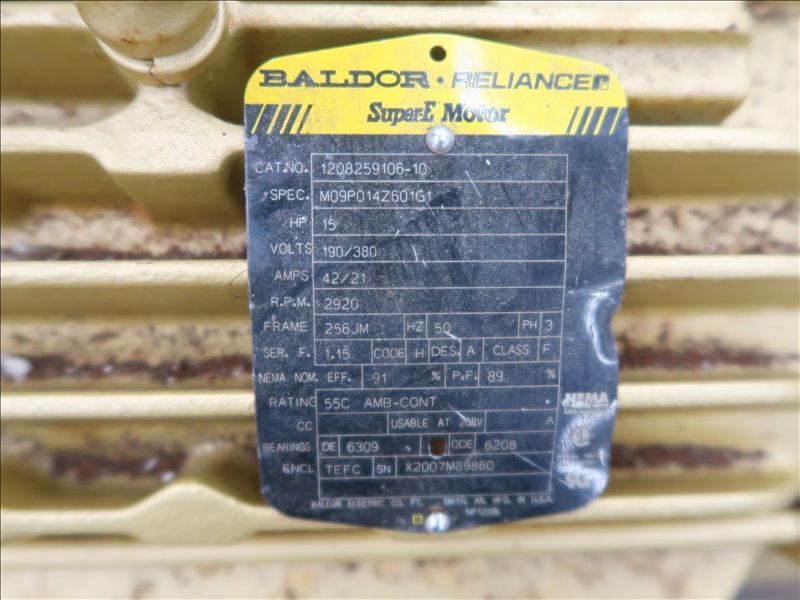 BALDOR · RELIANCER
Super-E Motor
CAT.NO. 1208259106-10
SPEC. M09P014Z601G1
HP 15
VOLTS 190/380
AMPS 42/21
R.P.M. 2920
FRAME 256JM HZ 50 PH 3
SER. F. 1.15 CODE H DES. A CLASS F
NEMA NOM. EFF. 91 % P.F. 89 %
RATING 55C AMB-CONT
NEMA
CC USABLE AT 208V A
BEARINGS DE 6309 ODE 6208
ENCL TEFC SN X2007M89860
BALDOR ELECTRIC CO. FT. SMITH, AR. MFG. IN U.S.A.